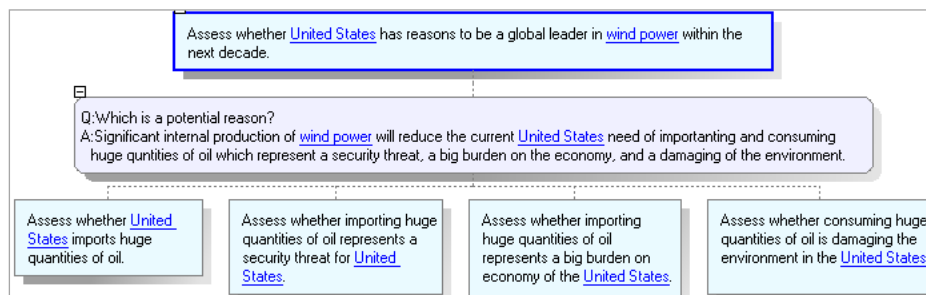 Assess whether United States has reasons to be a global leader in wind power within the
next decade.
Q:Which is a potential reason?
A:Significant internal production of wind power will reduce the current United States need of importanting and consuming
huge quntities of oil which represent a security threat, a big burden on the economy, and a damaging of the environment.
Assess whether United
States imports huge
quantities of oil.
Assess whether importing huge
quantities of oil represents a
security threat for United
States.
Assess whether importing
huge quantities of oil
represents a big burden on
economy of the United States.
Assess whether consuming huge
quantities of oil is damaging the
environment in the United States